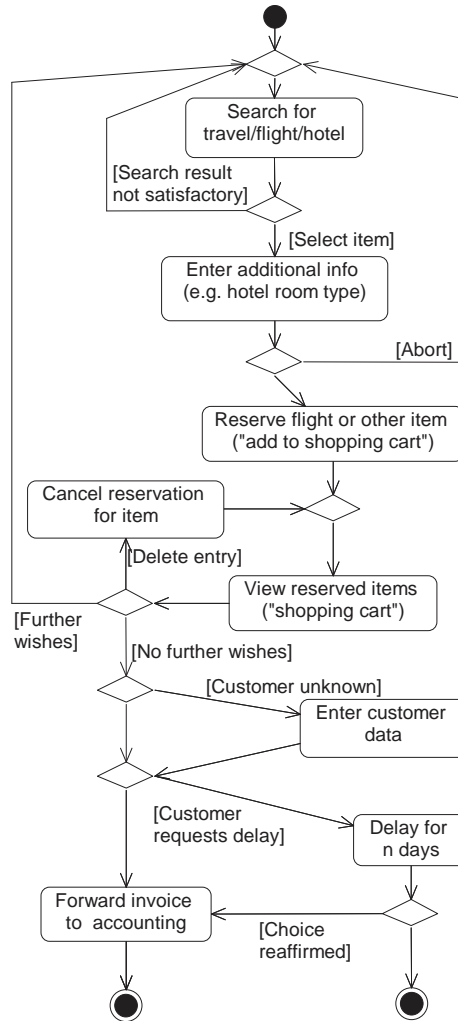 Search for
travel/flight/hotel
[Search result
not satisfactory]
[Select item]
Enter additional info
(e.g. hotel room type)
[Abort]
Reserve flight or other item
("add to shopping cart")
Cancel reservation
for item
[Delete entry]
View reserved items
("shopping cart")
[Further
wishes]
[No further wishes]
[Customer unknown]
Enter customer
data
[Customer
requests delay]
Delay for
n days
Forward invoice
to accounting
[Choice
reaffirmed]